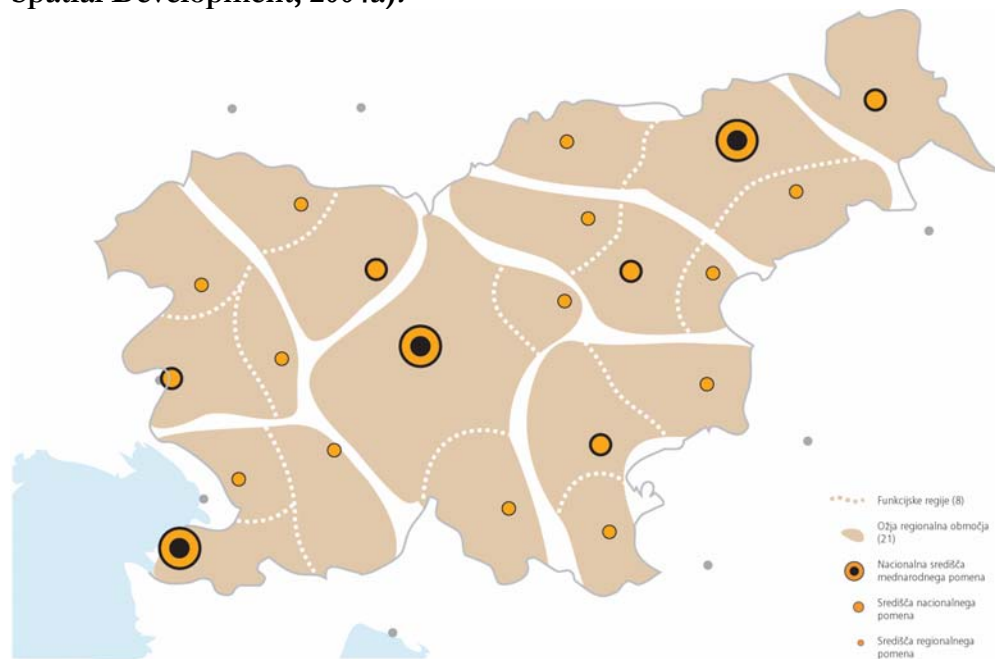 Spatial Development, 2004a).
Funkcijske regije (8)
Ožja regionalna območja
(21)
Nacionalna središča
mednarodnega pomena
Središča nacionalnega
pomena
Središča regionalnega
pomena